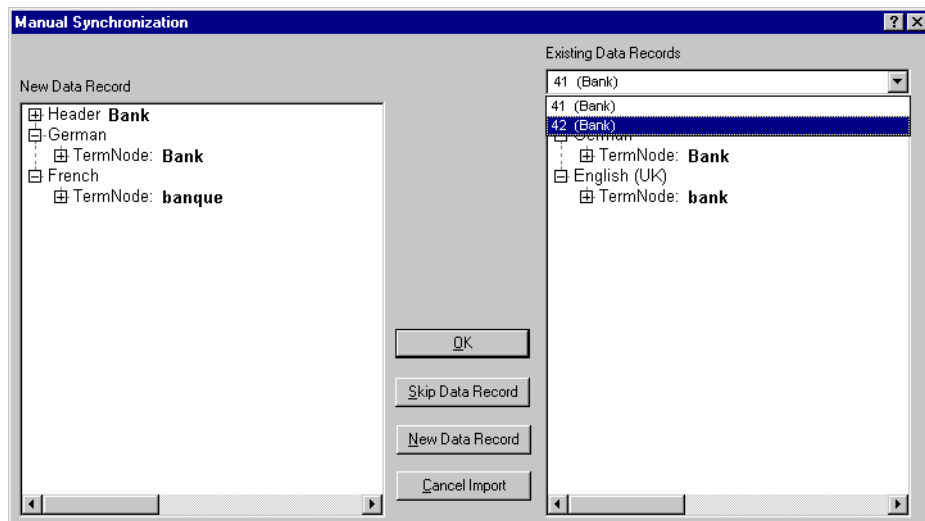 Manual Synchronization
New Data Record
Header Bank
German
TermNode: Bank
French
TermNode: banque
OK
Skip Data Record
New Data Record
Cancel Import
Existing Data Records
41 (Bank)
41 (Bank)
42 (Bank)
German
TermNode: Bank
English (UK)
TermNode: bank